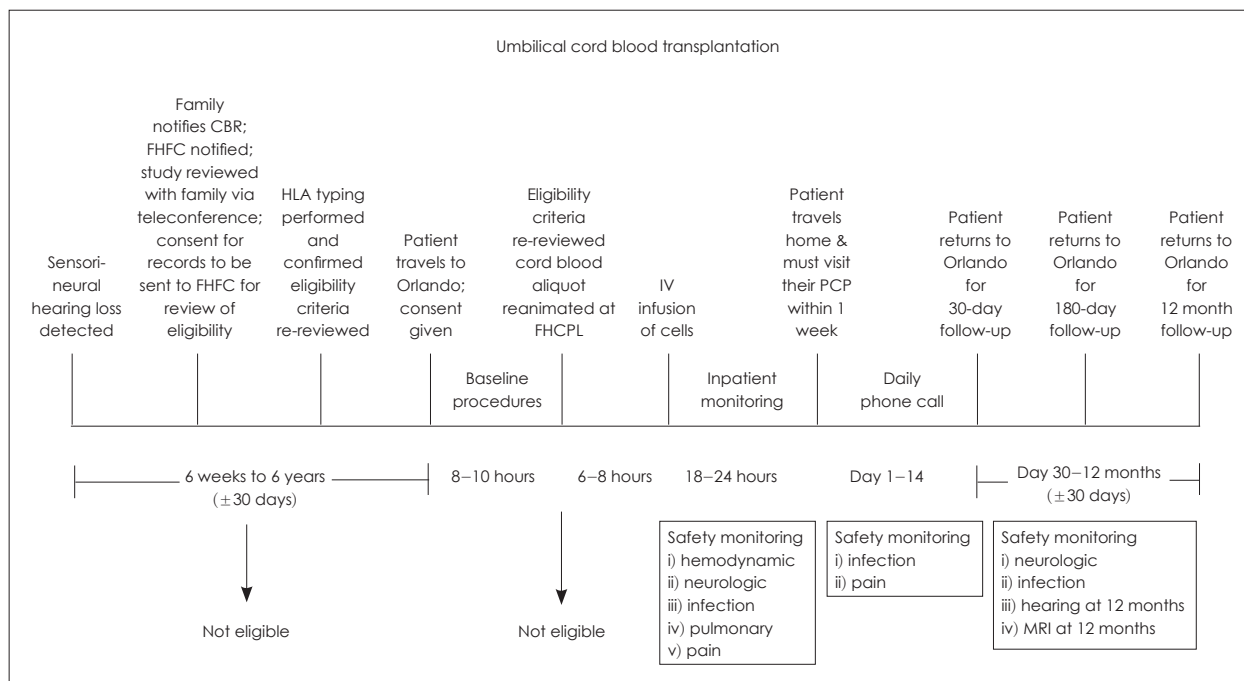 Umbilical cord blood transplantation
Sensori-
neural
hearing loss
detected
Family
notifies CBR;
FHFC notified;
study reviewed
with family via
teleconference;
consent for
records to be
sent to FHFC for
review of
eligibility
HLA typing
performed
and
confirmed
eligibility
criteria
re-reviewed
Patient
travels to
Orlando;
consent
given
Eligibility
criteria
re-reviewed
cord blood
aliquot
reanimated at
FHCPL
IV
infusion
of cells
Patient
travels
home &
must visit
their PCP
within 1
week
Patient
returns to
Orlando
for
30-day
follow-up
Patient
returns to
Orlando
for
180-day
follow-up
Patient
returns to
Orlando
for
12 month
follow-up
Baseline
procedures
Inpatient
monitoring
Daily
phone call
6 weeks to 6 years
(±30 days)
8–10 hours
6–8 hours
18–24 hours
Day 1–14
Day 30–12 months
(±30 days)
Not eligible
Not eligible
Safety monitoring
i) hemodynamic
ii) neurologic
iii) infection
iv) pulmonary
v) pain
Safety monitoring
i) infection
ii) pain
Safety monitoring
i) neurologic
ii) infection
iii) hearing at 12 months
iv) MRI at 12 months